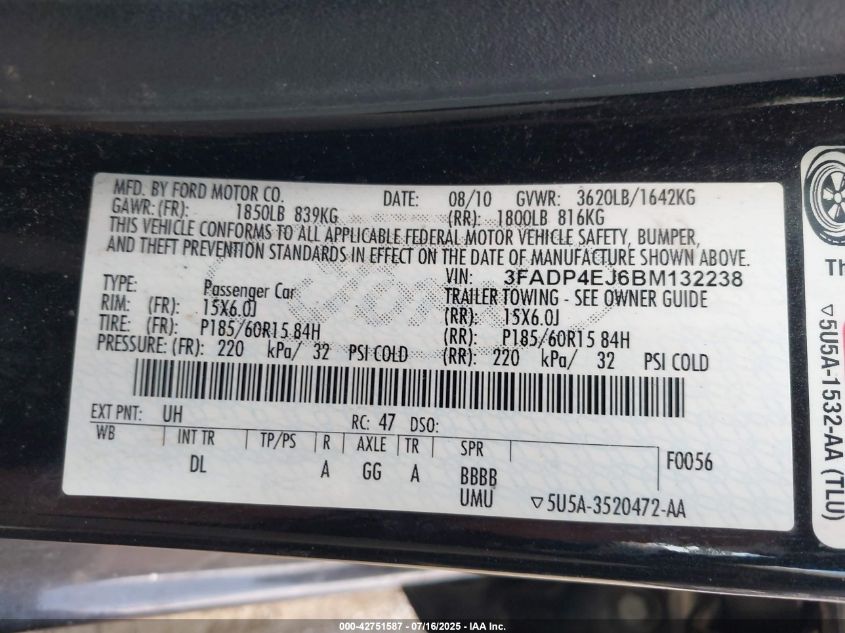 MFD. BY FORD MOTOR CO. DATE: 08/10 GVWR: 3620LB/1642KG
GAWR: (FR): 1850LB 839KG (RR): 1800LB 816KG
THIS VEHICLE CONFORMS TO ALL APPLICABLE FEDERAL MOTOR VEHICLE SAFETY, BUMPER,
AND THEFT PREVENTION STANDARDS IN EFFECT ON THE DATE OF MANUFACTURE SHOWN ABOVE.
VIN: 3FADP4EJ6BM132238
TYPE: Passenger Car TRAILER TOWING - SEE OWNER GUIDE
RIM: (FR): 15X6.0J (RR): 15X6.0J
TIRE: (FR): P185/60R15 84H (RR): P185/60R15 84H
PRESSURE: (FR): 220 kPa/ 32 PSI COLD (RR): 220 kPa/ 32 PSI COLD
EXT PNT: UH RC: 47 DSO:
WB INT TR TP/PS R AXLE TR SPR F0056
DL A GG A BBBB
UMU ▽5U5A-3520472-AA
Th
▽5U5A-1532-AA (TLU)
000-42751587 - 07/16/2025 - IAA Inc.